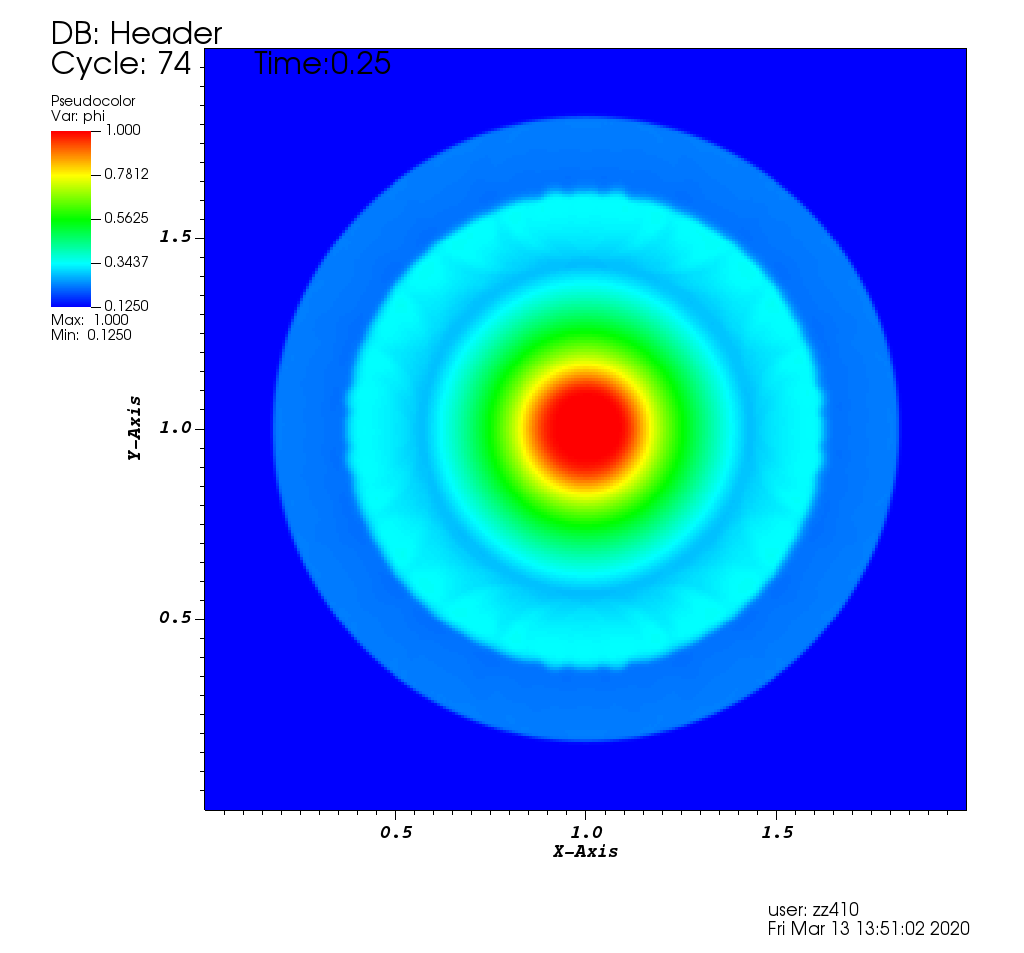 DB: Header
Cycle: 74 Time:0.25
Pseudocolor
Var: phi
1.000
0.7812
0.5625
0.3437
0.1250
Max: 1.000
Min: 0.1250
1.5
1.0
0.5
Y-Axis
0.5 1.0 1.5
X-Axis
user: zz410
Fri Mar 13 13:51:02 2020